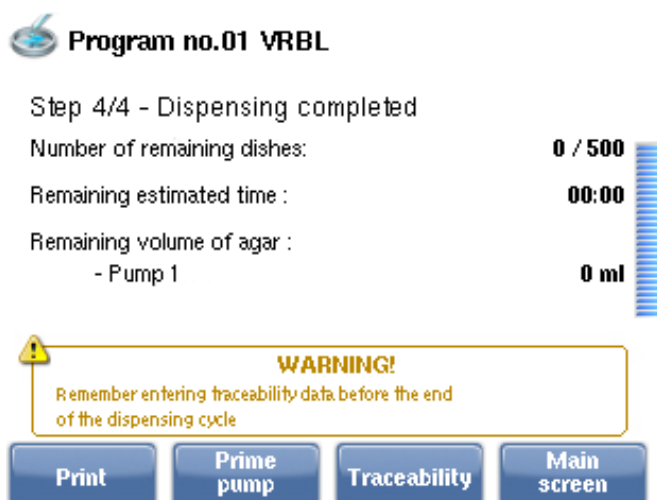 Program no.01 VRBL
Step 4/4 - Dispensing completed
Number of remaining dishes: 0 / 500
Remaining estimated time : 00:00
Remaining volume of agar :
- Pump 1 0 ml
WARNING!
Remember entering traceability data before the end
of the dispensing cycle
Print
Prime
pump
Traceability
Main
screen